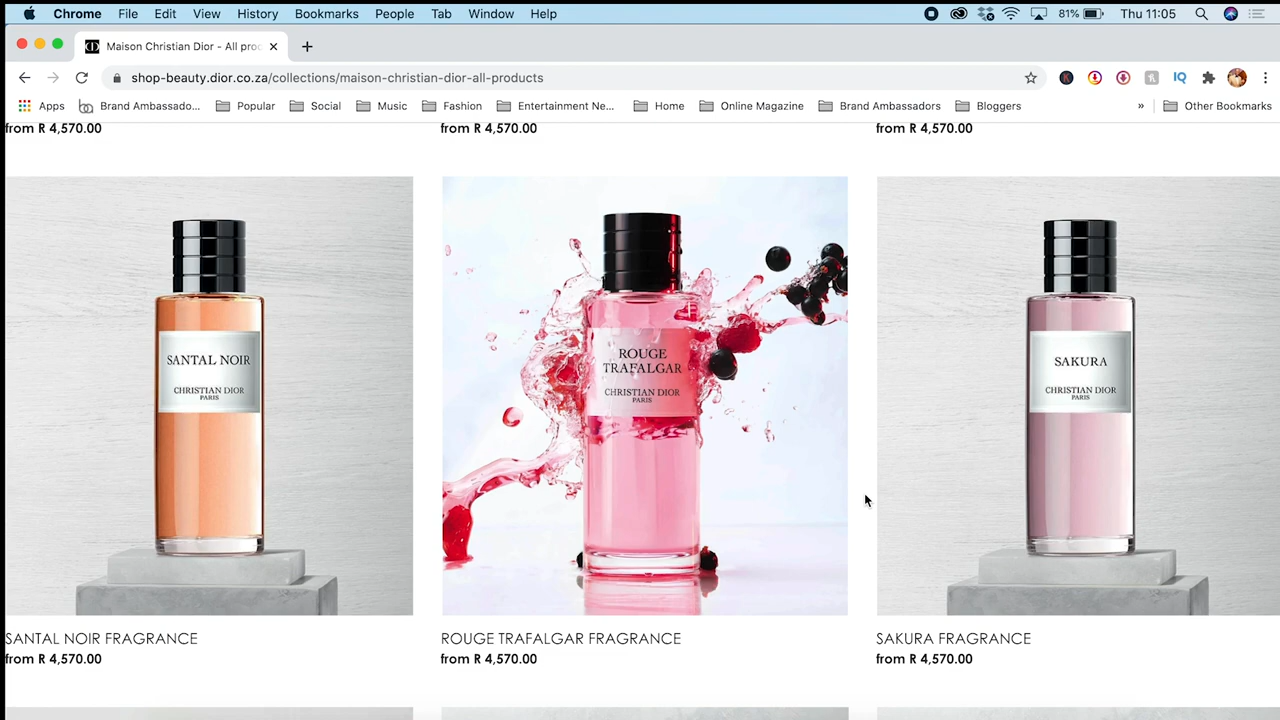 Chrome File Edit View History Bookmarks People Tab Window Help 81% Thu 11:05
Maison Christian Dior - All proc
shop-beauty.dior.co.za/collections/maison-christian-dior-all-products
IQ
Apps Brand Ambassado... Popular Social Music Fashion Entertainment Ne... Home Online Magazine Brand Ambassadors Bloggers » Other Bookmarks
from R 4,570.00 from R 4,570.00 from R 4,570.00
SANTAL NOIR
CHRISTIAN DIOR
PARIS
ROUGE
TRAFALGAR
CHRISTIAN DIOR
PARIS
SAKURA
CHRISTIAN DIOR
PARIS
SANTAL NOIR FRAGRANCE ROUGE TRAFALGAR FRAGRANCE SAKURA FRAGRANCE
from R 4,570.00 from R 4,570.00 from R 4,570.00